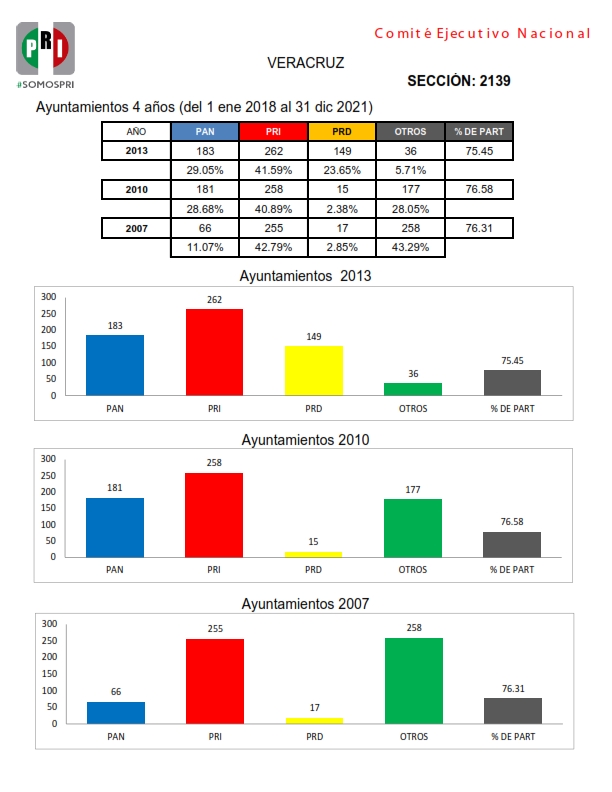 Comité Ejecutivo Nacional
PRI
#SOMOSPRI
VERACRUZ
SECCIÓN: 2139
Ayuntamientos 4 años (del 1 ene 2018 al 31 dic 2021)
AÑO PAN PRI PRD OTROS % DE PART
2013 183 262 149 36 75.45
29.05% 41.59% 23.65% 5.71%
2010 181 258 15 177 76.58
28.68% 40.89% 2.38% 28.05%
2007 66 255 17 258 76.31
11.07% 42.79% 2.85% 43.29%
Ayuntamientos 2013
300
262
250
200
183
150
149
100
75.45
50
36
0
PAN PRI PRD OTROS % DE PART
Ayuntamientos 2010
300
258
250
200
181
177
150
100
76.58
50
15
0
PAN PRI PRD OTROS % DE PART
Ayuntamientos 2007
300
255
258
250
200
150
100
66
76.31
50
17
0
PAN PRI PRD OTROS % DE PART